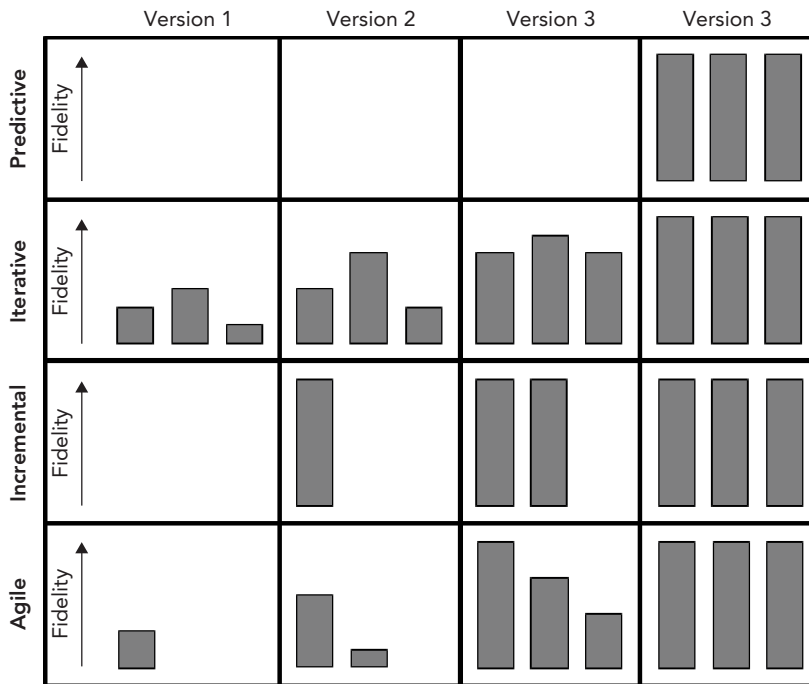 Version 1 Version 2 Version 3 Version 3
Predictive
Fidelity
Iterative
Fidelity
Incremental
Fidelity
Agile
Fidelity